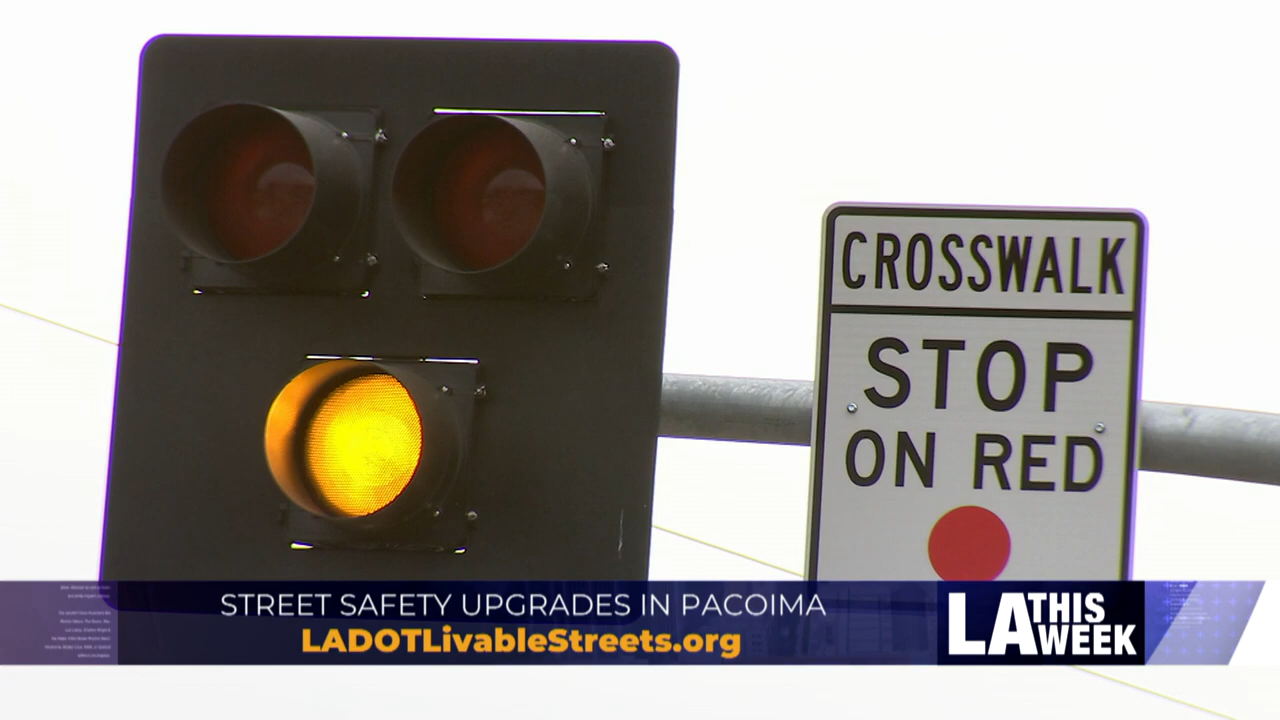 CROSSWALK
STOP
ON RED
STREET SAFETY UPGRADES IN PACOIMA
LADOTLivableStreets.org
LA THIS
WEEK